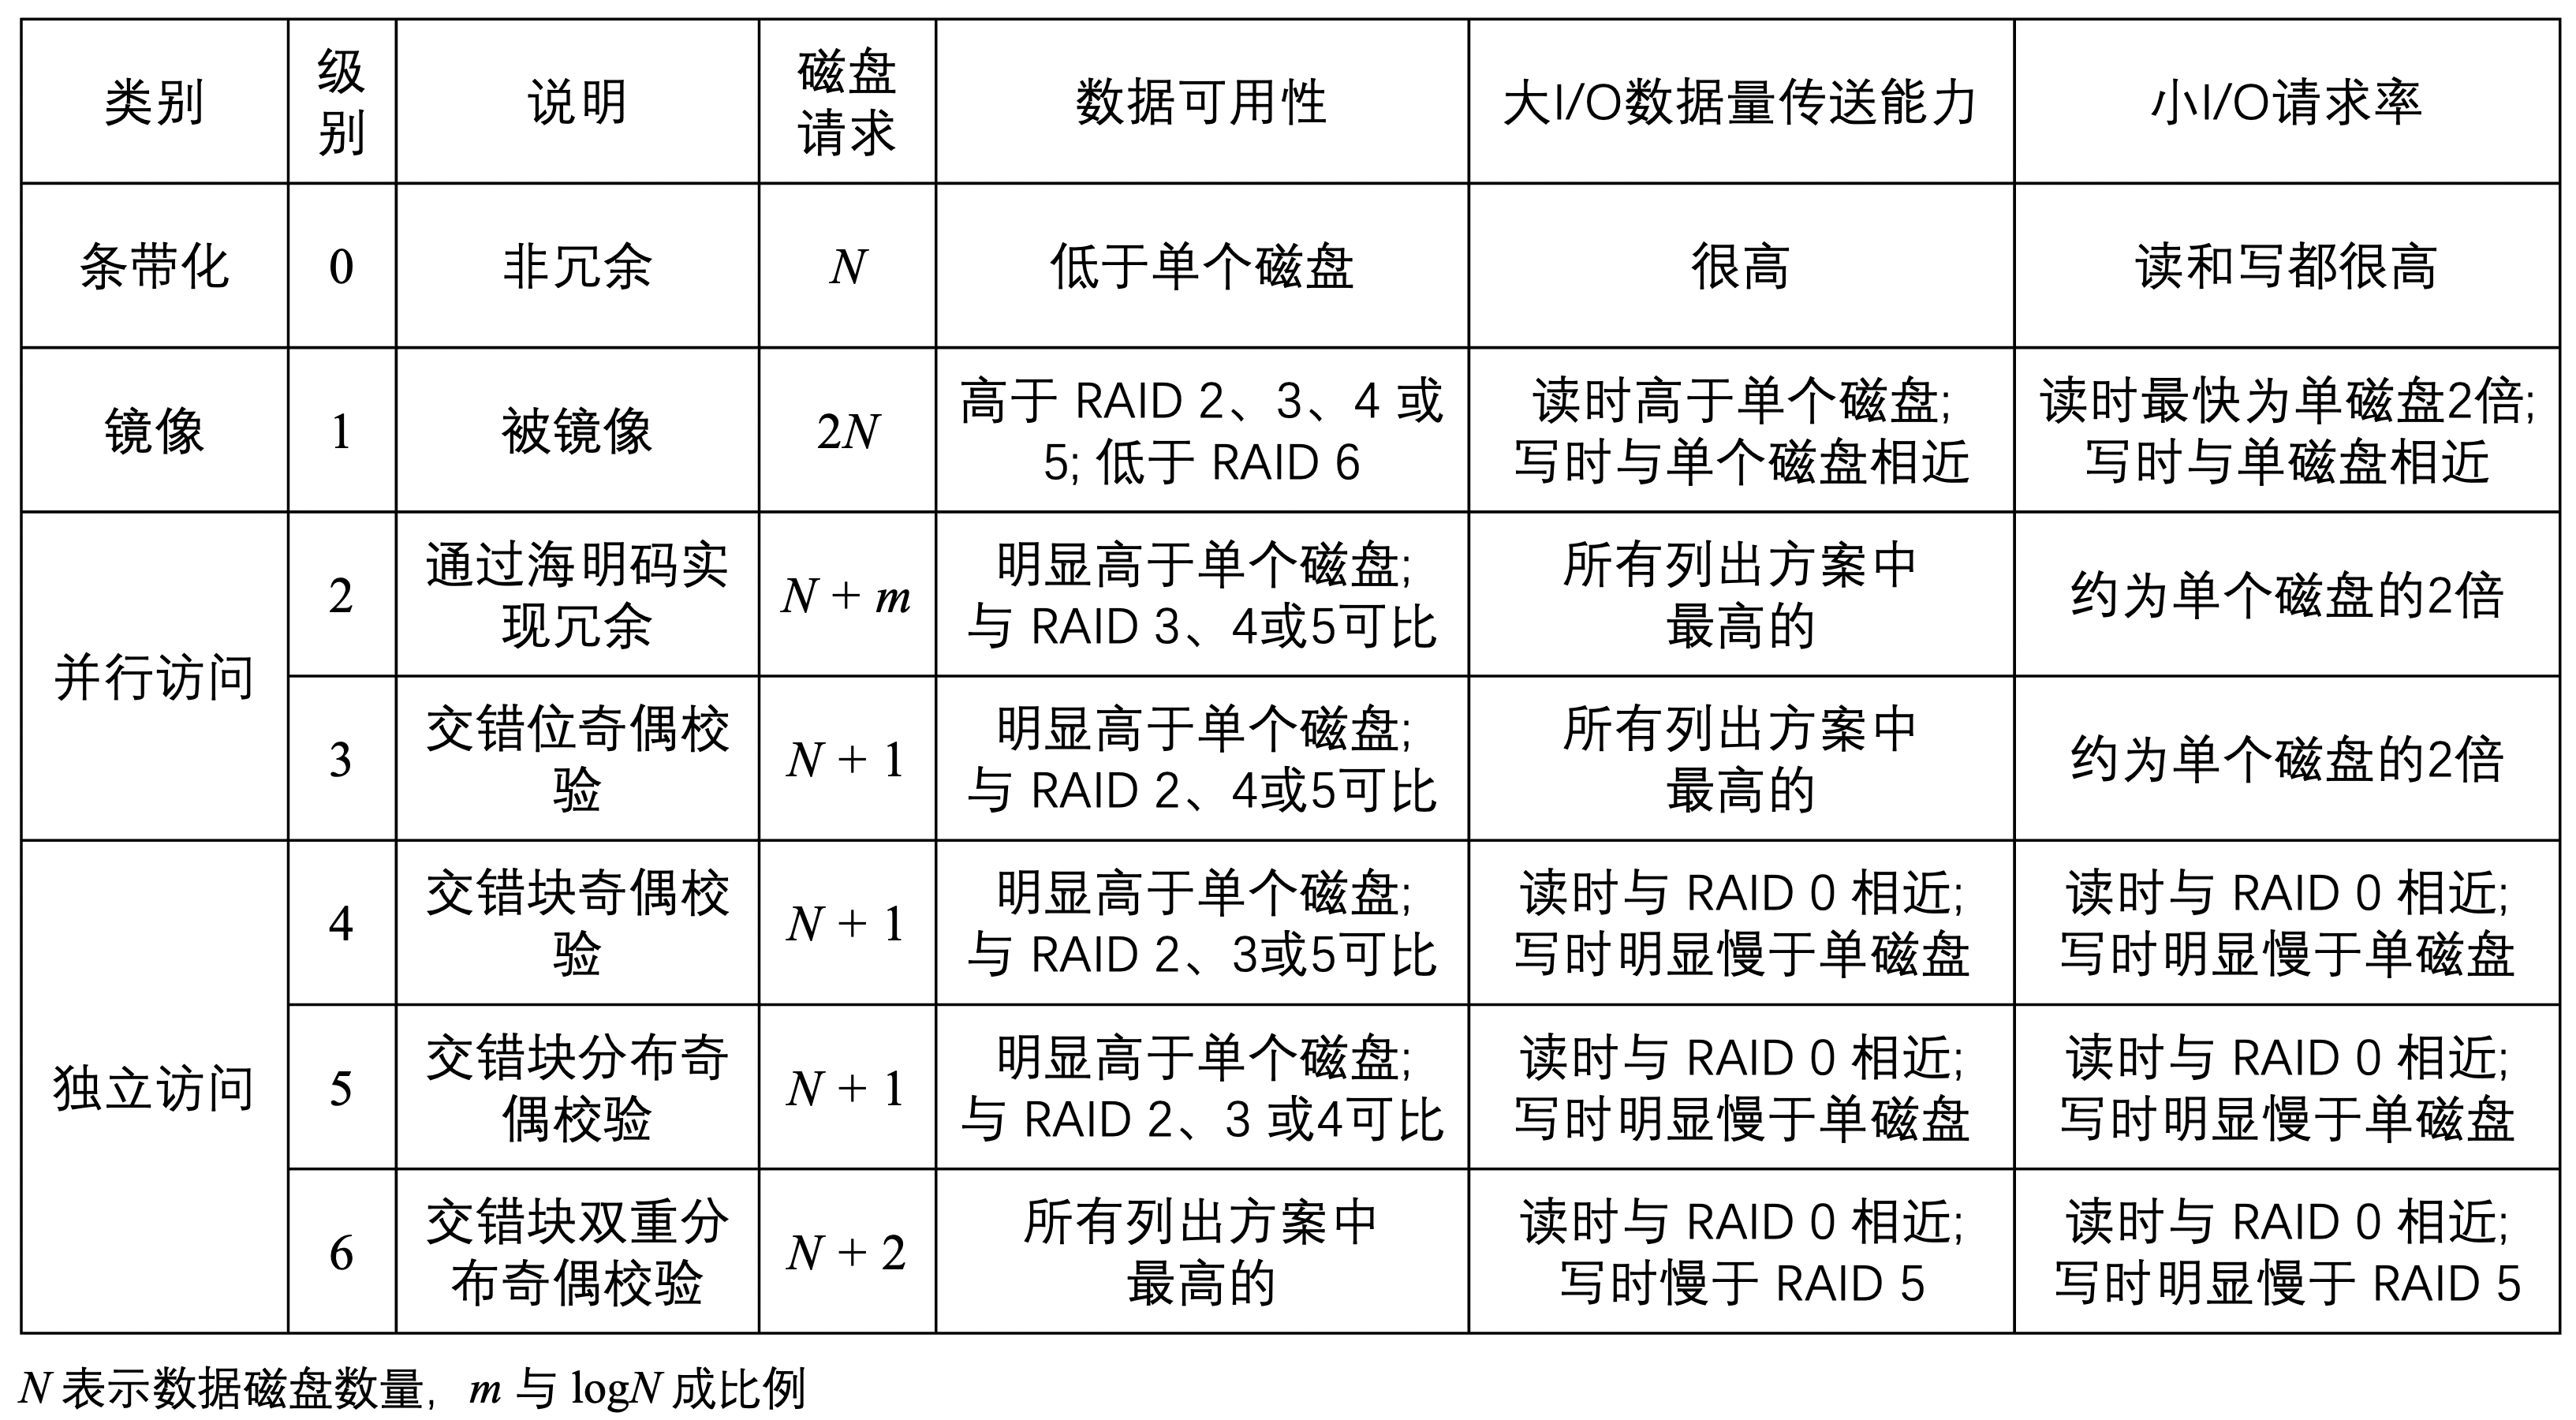 类别
级
别
说明
磁盘
请求
数据可用性
大I/O数据量传送能力
小I/O请求率
条带化
0
非冗余
N
低于单个磁盘
很高
读和写都很高
镜像
1
被镜像
2N
高于 RAID 2、3、4 或
5; 低于 RAID 6
读时高于单个磁盘;
写时与单个磁盘相近
读时最快为单磁盘2倍;
写时与单磁盘相近
并行访问
2
通过海明码实
现冗余
N + m
明显高于单个磁盘;
与 RAID 3、4或5可比
所有列出方案中
最高的
约为单个磁盘的2倍
3
交错位奇偶校
验
N + 1
明显高于单个磁盘;
与 RAID 2、4或5可比
所有列出方案中
最高的
约为单个磁盘的2倍
独立访问
4
交错块奇偶校
验
N + 1
明显高于单个磁盘;
与 RAID 2、3或5可比
读时与 RAID 0 相近;
写时明显慢于单磁盘
读时与 RAID 0 相近;
写时明显慢于单磁盘
5
交错块分布奇
偶校验
N + 1
明显高于单个磁盘;
与 RAID 2、3 或4可比
读时与 RAID 0 相近;
写时明显慢于单磁盘
读时与 RAID 0 相近;
写时明显慢于单磁盘
6
交错块双重分
布奇偶校验
N + 2
所有列出方案中
最高的
读时与 RAID 0 相近;
写时慢于 RAID 5
读时与 RAID 0 相近;
写时明显慢于 RAID 5
N 表示数据磁盘数量, m 与 logN 成比例